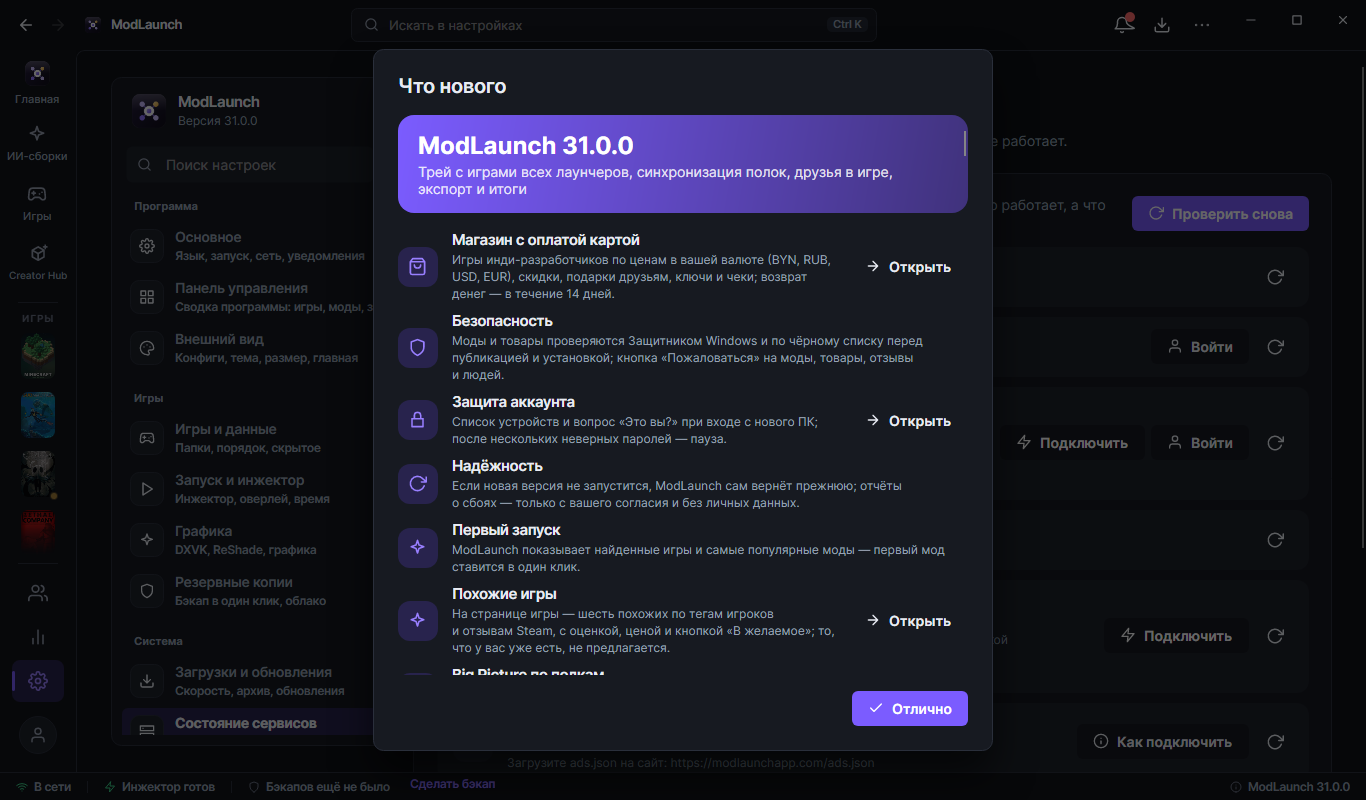 ModLaunch
Искать в настройках
Ctrl K
Главная
ИИ-сборки
Игры
Creator Hub
ИГРЫ
MINECRAFT
ModLaunch
Версия 31.0.0
Поиск настроек
Программа
Основное
Язык, запуск, сеть, уведомления
Панель управления
Сводка программы: игры, моды, з
Внешний вид
Конфиги, тема, размер, главная
Игры
Игры и данные
Папки, порядок, скрытое
Запуск и инжектор
Инжектор, оверлей, время
Графика
DXVK, ReShade, графика
Резервные копии
Бэкап в один клик, облако
Система
Загрузки и обновления
Скорость, архив, обновления
Состояние сервисов
Что нового
ModLaunch 31.0.0
Трей с играми всех лаунчеров, синхронизация полок, друзья в игре,
экспорт и итоги
Магазин с оплатой картой
Игры инди-разработчиков по ценам в вашей валюте (BYN, RUB,
USD, EUR), скидки, подарки друзьям, ключи и чеки; возврат
денег — в течение 14 дней.
Открыть
Безопасность
Моды и товары проверяются Защитником Windows и по чёрному списку перед
публикацией и установкой; кнопка «Пожаловаться» на моды, товары, отзывы
и людей.
Защита аккаунта
Список устройств и вопрос «Это вы?» при входе с нового ПК;
после нескольких неверных паролей — пауза.
Открыть
Надёжность
Если новая версия не запустится, ModLaunch сам вернёт прежнюю; отчёты
о сбоях — только с вашего согласия и без личных данных.
Первый запуск
ModLaunch показывает найденные игры и самые популярные моды — первый мод
ставится в один клик.
Похожие игры
На странице игры — шесть похожих по тегам игроков
и отзывам Steam, с оценкой, ценой и кнопкой «В желаемое»; то,
что у вас уже есть, не предлагается.
Открыть
Big Picture по полкам
Отлично
е работает.
о работает, а что
Проверить снова
Войти
Подключить
Войти
ой
Подключить
Как подключить
Загрузите ads.json на сайт: https://modlaunchapp.com/ads.json
В сети
Инжектор готов
Бэкапов ещё не было
Сделать бэкап
ModLaunch 31.0.0